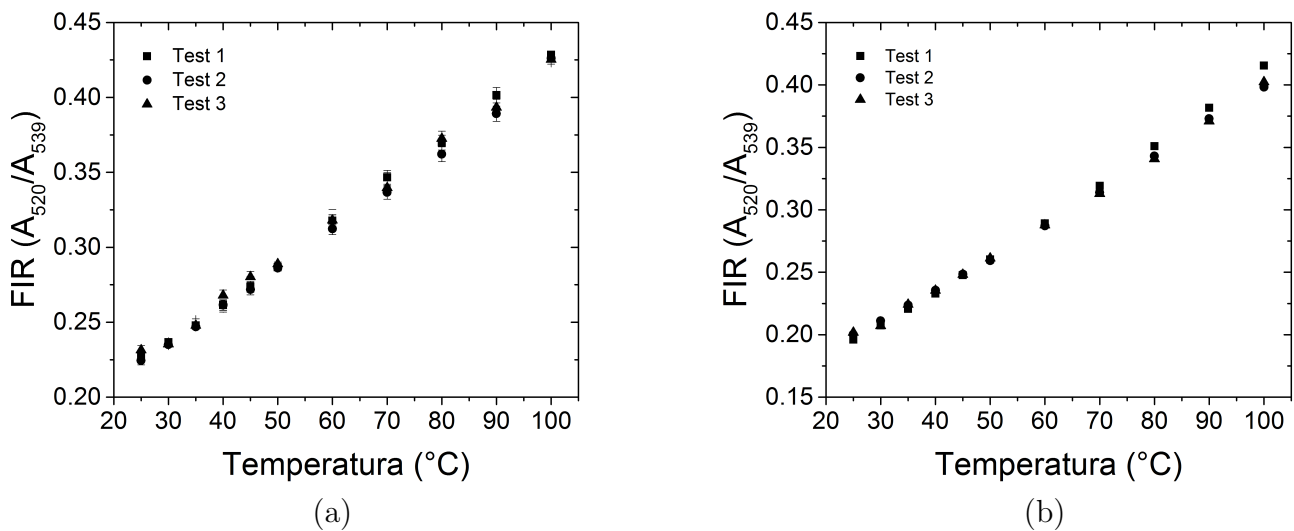 0.45
0.40
0.35
0.30
0.25
0.20
FIR (A520/A539)
Test 1
Test 2
Test 3
20 30 40 50 60 70 80 90 100
Temperatura (°C)
(a)
0.45
0.40
0.35
0.30
0.25
0.20
0.15
FIR (A520/A539)
Test 1
Test 2
Test 3
20 30 40 50 60 70 80 90 100
Temperatura (°C)
(b)